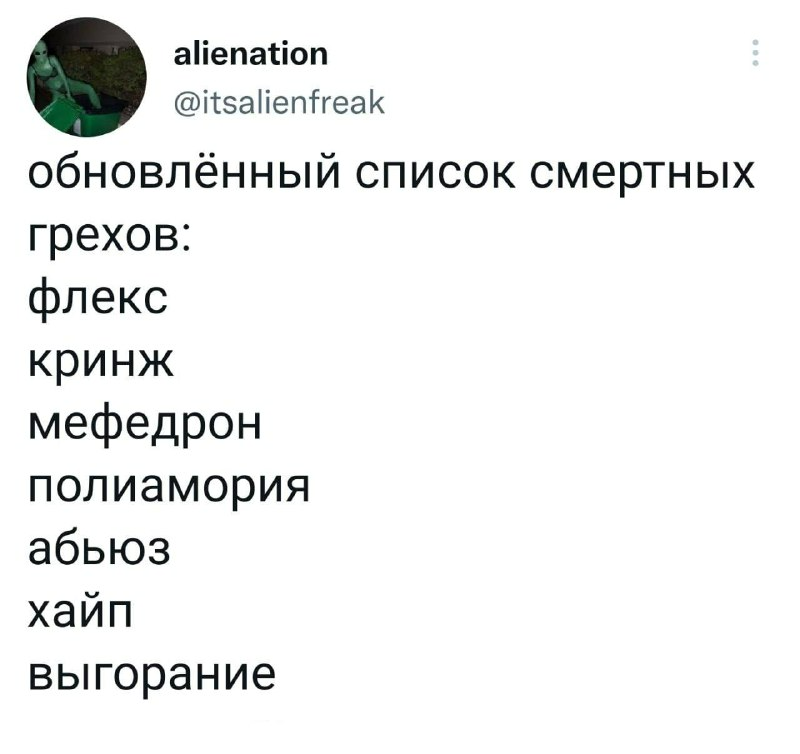 alienation
@itsalienfreak
обновлённый список смертных
грехов:
флекс
кринж
мефедрон
полиамория
абьюз
хайп
выгорание